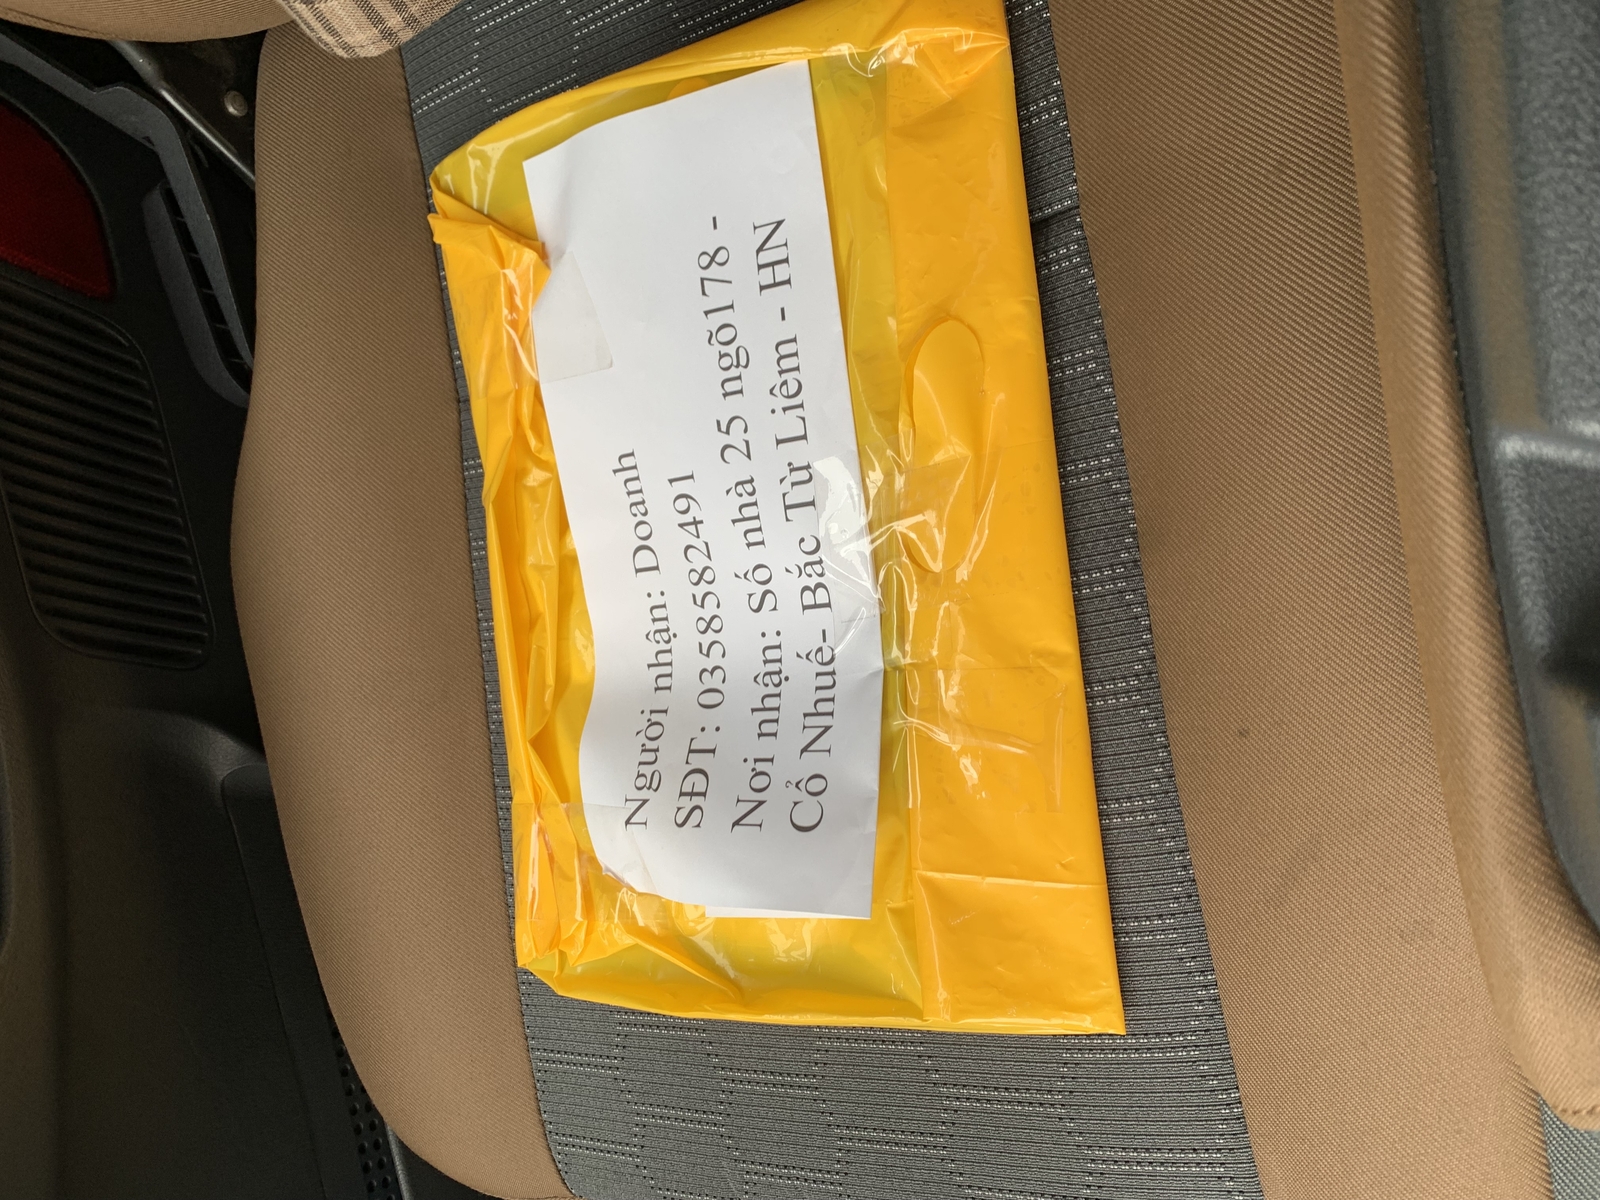 Người nhận: Doanh
SĐT: 0358582491
Nơi nhận: Số nhà 25 ngõ178 -
Cổ Nhuế- Bắc Từ Liêm - HN